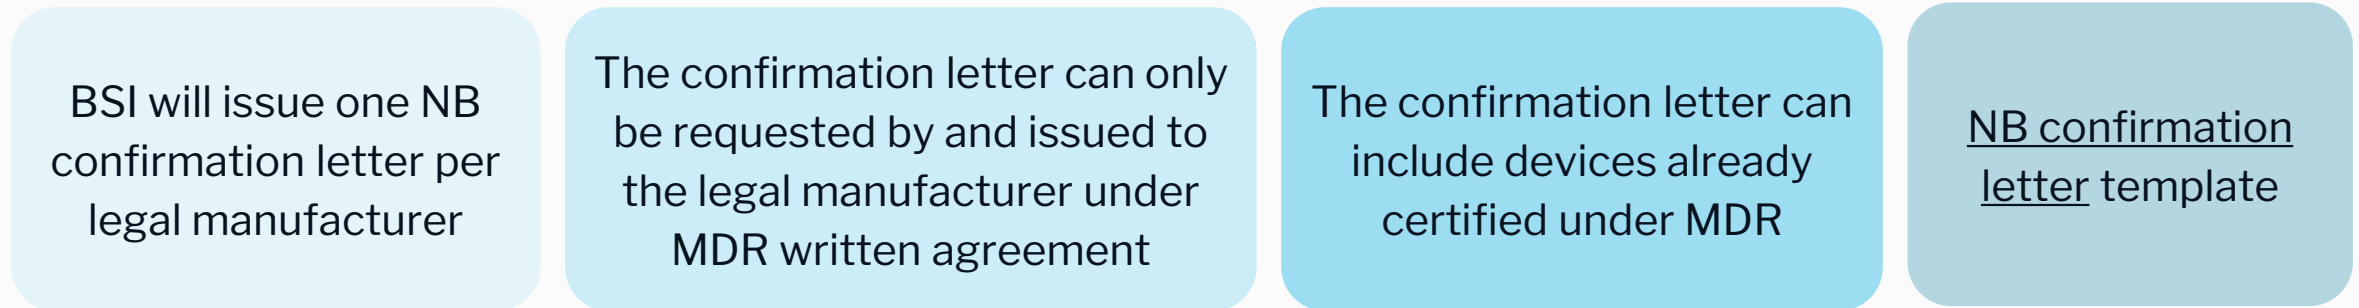 BSI will issue one NB
confirmation letter per
legal manufacturer
The confirmation letter can only
be requested by and issued to
the legal manufacturer under
MDR written agreement
The confirmation letter can
include devices already
certified under MDR
NB confirmation
letter template